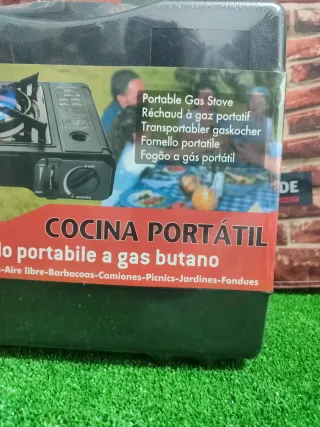 Portable Gas Stove
Réchaud à gaz portatif
Transportabler gaskocher
Fornello portatile
Fogão a gás portátil
DE
COCINA PORTÁTIL
lo portabile a gas butano
-Aire libre-Barbacoas-Camiones-Picnics-Jardines-Fondues